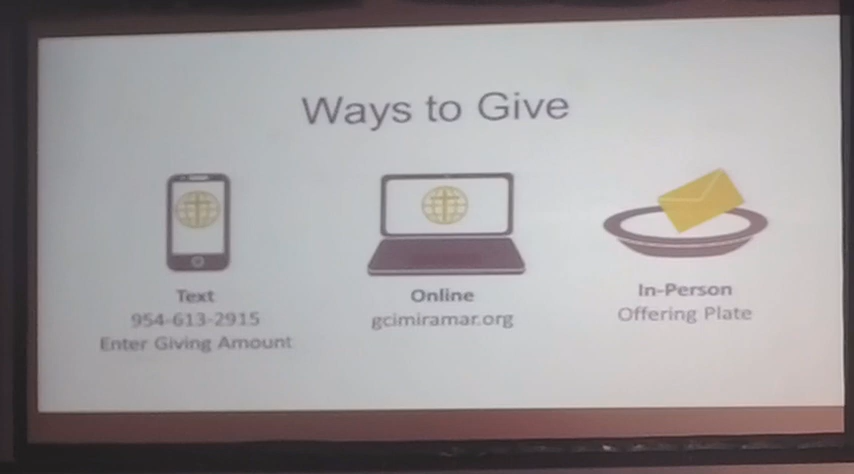 Ways to Give
Text
954-613-2915
Enter Giving Amount
Online
gcimiramar.org
In-Person
Offering Plate